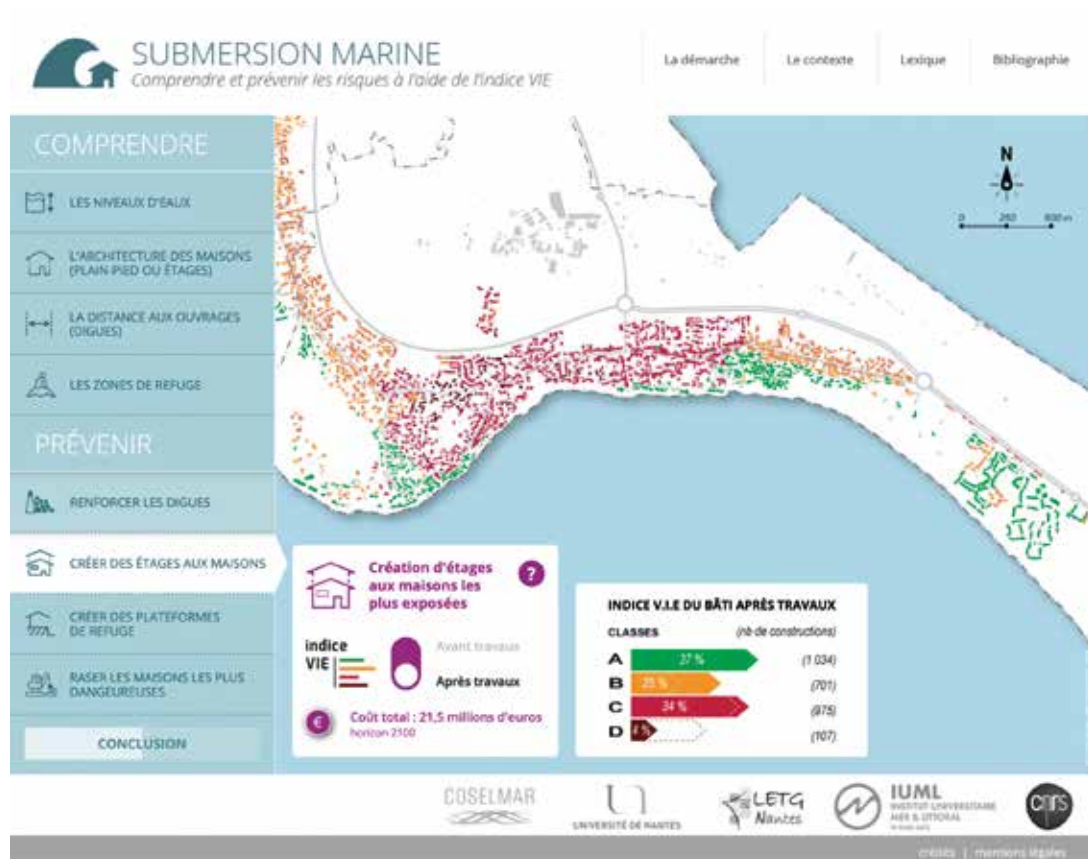 SUBMERSION MARINE
Comprendre et prévenir les risques à l'aide de l'indice VIE
La démarche
Le contexte
Lexique
Bibliographie
COMPRENDRE
LES NIVEAUX D'EAUX
L'ARCHITECTURE DES MAISONS
(PLAIN PIED OU ÉTAGES)
LA DISTANCE AUX OUVRAGES
(DIGUES)
LES ZONES DE REFUGE
PRÉVENIR
RENFORCER LES DIGUES
CRÉER DES ÉTAGES AUX MAISONS
CRÉER DES PLATEFORMES
DE REFUGE
RASER LES MAISONS LES PLUS
DANGEUREUSES
CONCLUSION
N
0 250 500 m
Création d'étages
aux maisons les
plus exposées
?
indice
VIE
Avant travaux
Après travaux
€
Coût total : 21,5 millions d'euros
horizon 2100
INDICE V.I.E DU BÂTI APRÈS TRAVAUX
CLASSES (nb de constructions)
A 37 % (1 034)
B 25 % (701)
C 34 % (975)
D 4 % (107)
COSELMAR
UNIVERSITÉ DE NANTES
LETG
Nantes
IUML
INSTITUT UNIVERSITAIRE
MER & LITTORAL
cnrs
crédits | mentions légales